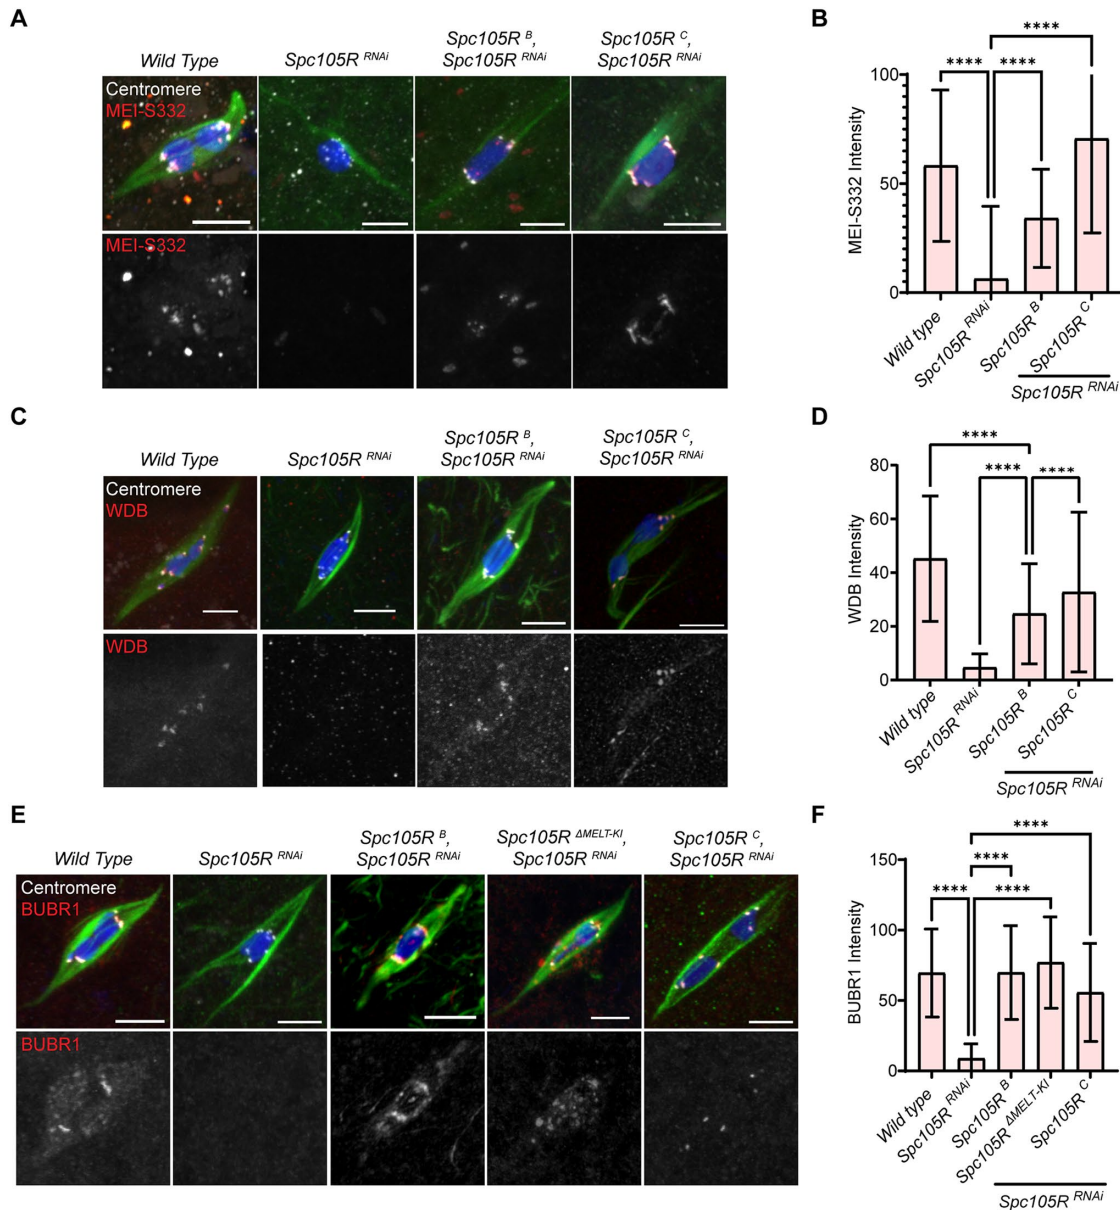 A
Wild Type
Spc105R RNAi
Spc105R B,
Spc105R RNAi
Spc105R C,
Spc105R RNAi
Centromere
MEI-S332
MEI-S332
B
****
**** ****
MEI-S332 Intensity
100
50
0
Wild type
Spc105R RNAi
Spc105R B
Spc105R C
Spc105R RNAi
C
Wild Type
Spc105R RNAi
Spc105R B,
Spc105R RNAi
Spc105R C,
Spc105R RNAi
Centromere
WDB
WDB
D
****
**** ****
WDB Intensity
80
60
40
20
0
Wild type
Spc105R RNAi
Spc105R B
Spc105R C
Spc105R RNAi
E
Wild Type
Spc105R RNAi
Spc105R B,
Spc105R RNAi
Spc105R ΔMELT-KI,
Spc105R RNAi
Spc105R C,
Spc105R RNAi
Centromere
BUBR1
BUBR1
F
****
****
**** ****
BUBR1 Intensity
150
100
50
0
Wild type
Spc105R RNAi
Spc105R B
Spc105R ΔMELT-KI
Spc105R C
Spc105R RNAi